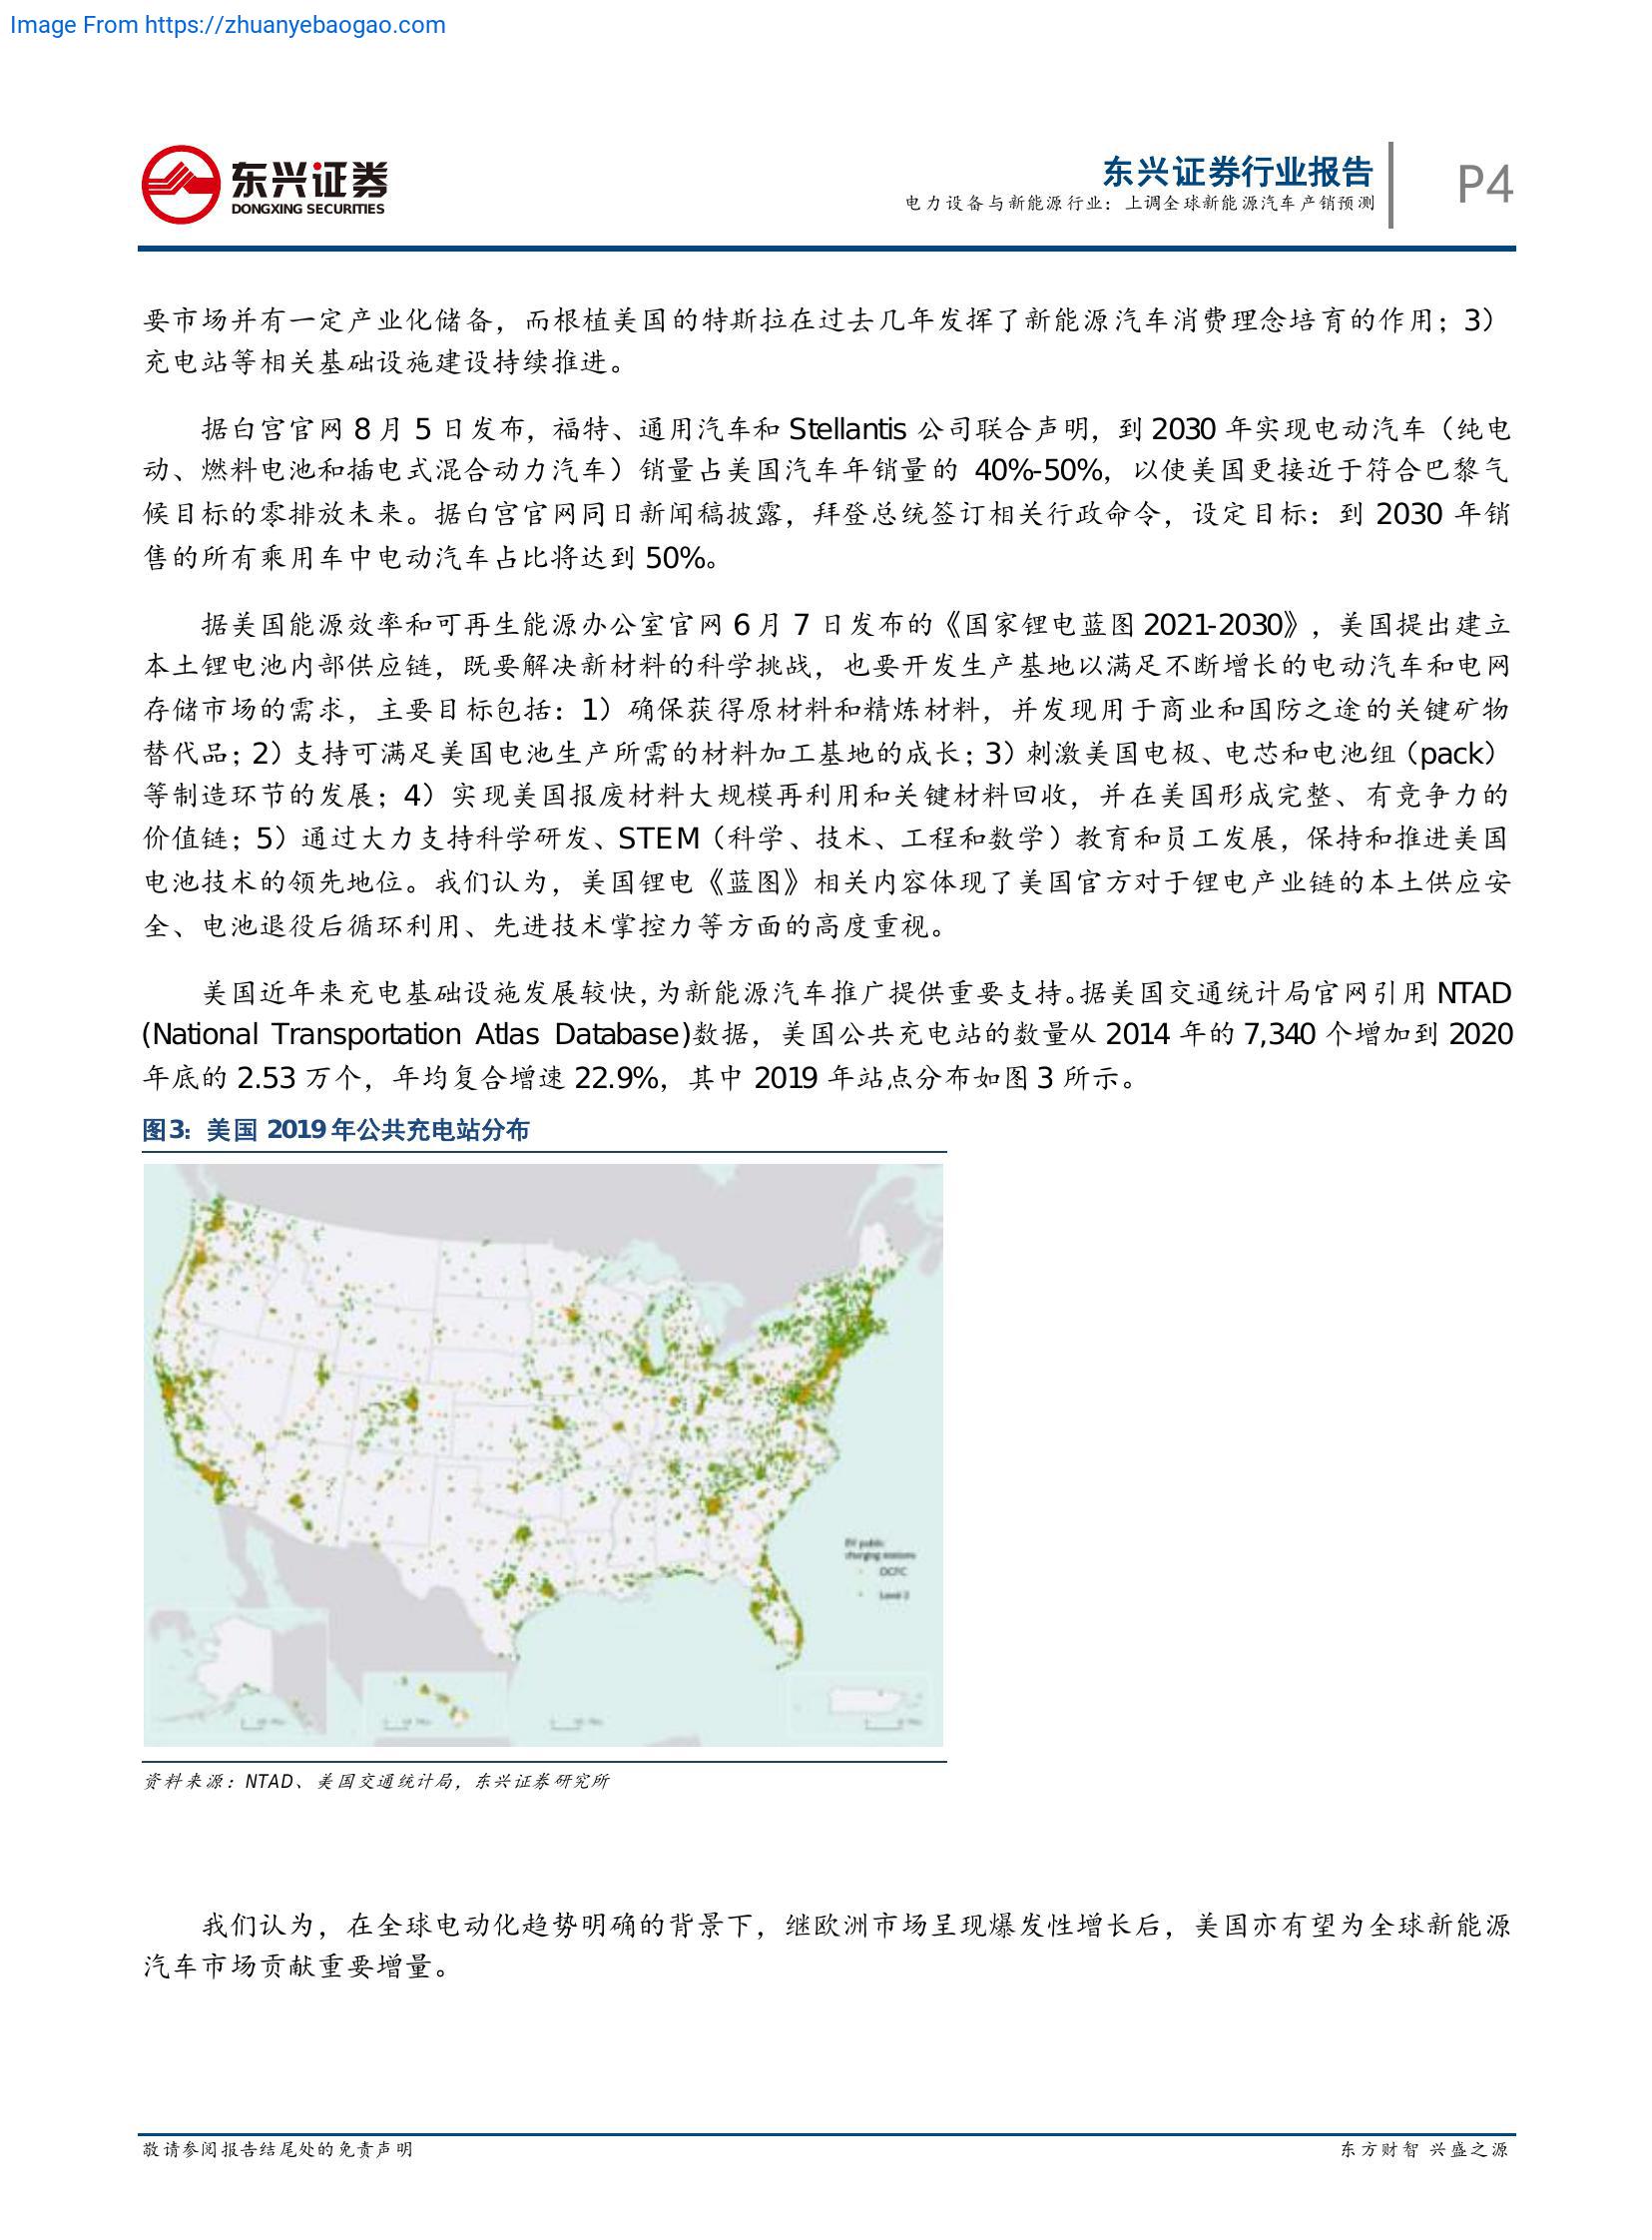 Image From https://zhuanyebaogao.com
东兴证券
DONGXING SECURITIES
东兴证券行业报告
电力设备与新能源行业：上调全球新能源汽车产销预测
P4
要市场并有一定产业化储备，而根植美国的特斯拉在过去几年发挥了新能源汽车消费理念培育的作用；3）
充电站等相关基础设施建设持续推进。
据白宫官网 8 月 5 日发布，福特、通用汽车和 Stellantis 公司联合声明，到 2030 年实现电动汽车（纯电
动、燃料电池和插电式混合动力汽车）销量占美国汽车年销量的 40%-50%，以使美国更接近于符合巴黎气
候目标的零排放未来。据白宫官网同日新闻稿披露，拜登总统签订相关行政命令，设定目标：到 2030 年销
售的所有乘用车中电动汽车占比将达到 50%。
据美国能源效率和可再生能源办公室官网 6 月 7 日发布的《国家锂电蓝图 2021-2030》，美国提出建立
本土锂电池内部供应链，既要解决新材料的科学挑战，也要开发生产基地以满足不断增长的电动汽车和电网
存储市场的需求，主要目标包括：1）确保获得原材料和精炼材料，并发现用于商业和国防之途的关键矿物
替代品；2）支持可满足美国电池生产所需的材料加工基地的成长；3）刺激美国电极、电芯和电池组（pack）
等制造环节的发展；4）实现美国报废材料大规模再利用和关键材料回收，并在美国形成完整、有竞争力的
价值链；5）通过大力支持科学研发、STEM（科学、技术、工程和数学）教育和员工发展，保持和推进美国
电池技术的领先地位。我们认为，美国锂电《蓝图》相关内容体现了美国官方对于锂电产业链的本土供应安
全、电池退役后循环利用、先进技术掌控力等方面的高度重视。
美国近年来充电基础设施发展较快，为新能源汽车推广提供重要支持。据美国交通统计局官网引用 NTAD
(National Transportation Atlas Database)数据，美国公共充电站的数量从 2014 年的 7,340 个增加到 2020
年底的 2.53 万个，年均复合增速 22.9%，其中 2019 年站点分布如图 3 所示。
图3：美国 2019 年公共充电站分布
EV public
charging stations
DCFC
Level 2
资料来源：NTAD、美国交通统计局，东兴证券研究所
我们认为，在全球电动化趋势明确的背景下，继欧洲市场呈现爆发性增长后，美国亦有望为全球新能源
汽车市场贡献重要增量。
敬请参阅报告结尾处的免责声明
东方财智 兴盛之源